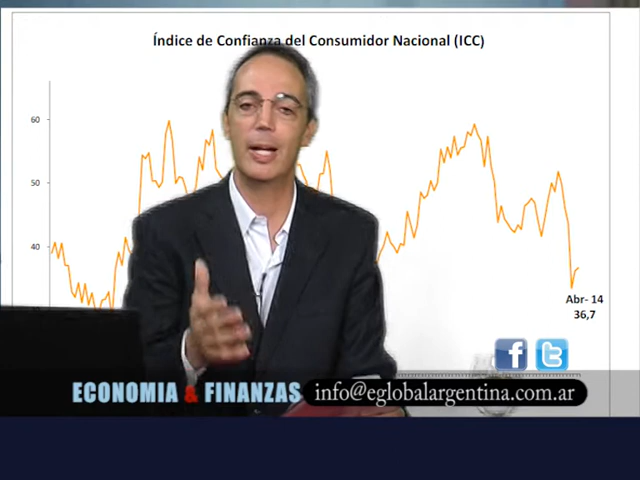 Índice de Confianza del Consumidor Nacional (ICC)
60
50
40
Abr- 14
36,7
f t
ECONOMIA & FINANZAS info@eglobalargentina.com.ar